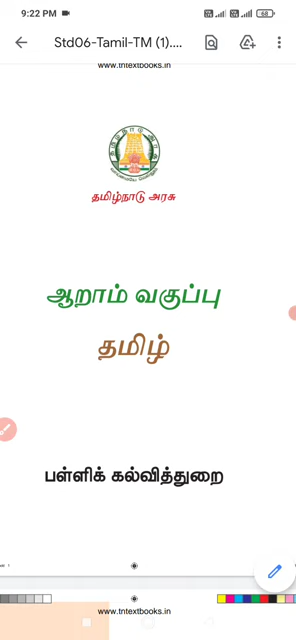 9:22 PM
68
Std06-Tamil-TM (1)....
www.tntextbooks.in
தமிழ்நாடு அரசு
ஆறாம் வகுப்பு
தமிழ்
பள்ளிக் கல்வித்துறை
www.tntextbooks.in